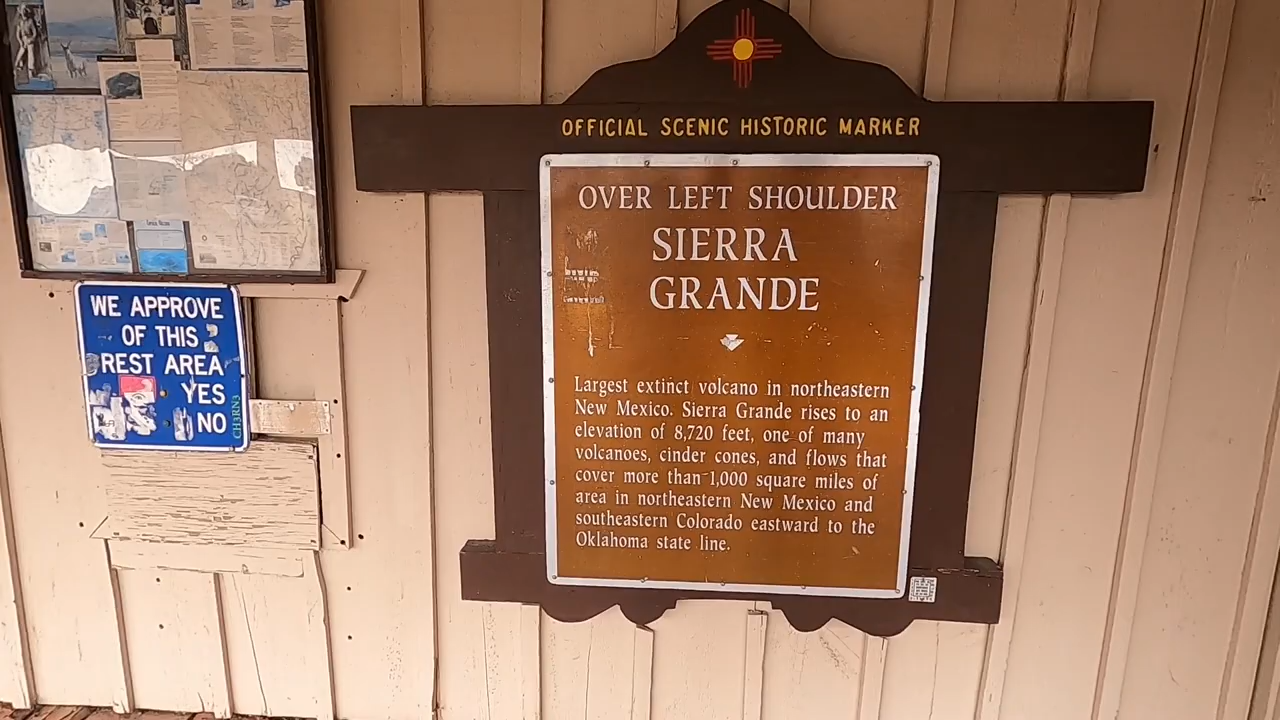 WE APPROVE
OF THIS
REST AREA
YES
NO
CH3RN3
OFFICIAL SCENIC HISTORIC MARKER
OVER LEFT SHOULDER
SIERRA
GRANDE
Largest extinct volcano in northeastern
New Mexico. Sierra Grande rises to an
elevation of 8,720 feet, one of many
volcanoes, cinder cones, and flows that
cover more than 1,000 square miles of
area in northeastern New Mexico and
southeastern Colorado eastward to the
Oklahoma state line.